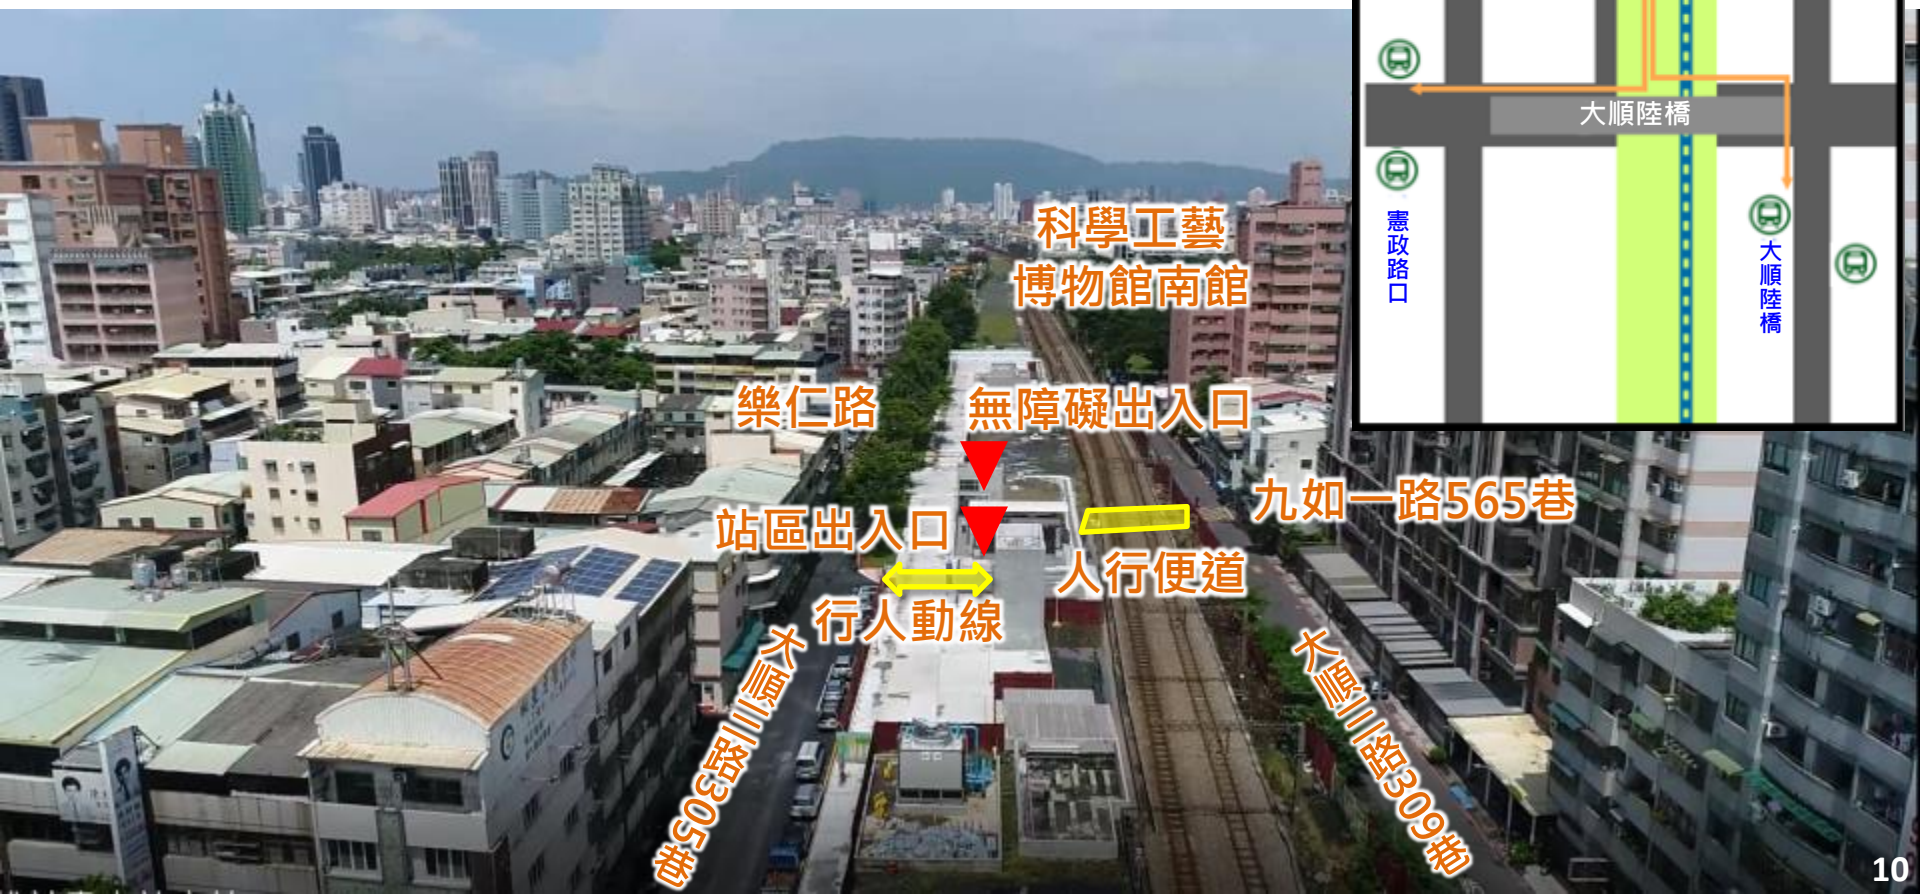 大順陸橋
憲政路口
大順陸橋
科學工藝
博物館南館
樂仁路
無障礙出入口
九如一路565巷
站區出入口
人行便道
行人動線
大順三路305巷
大順三路309巷
10